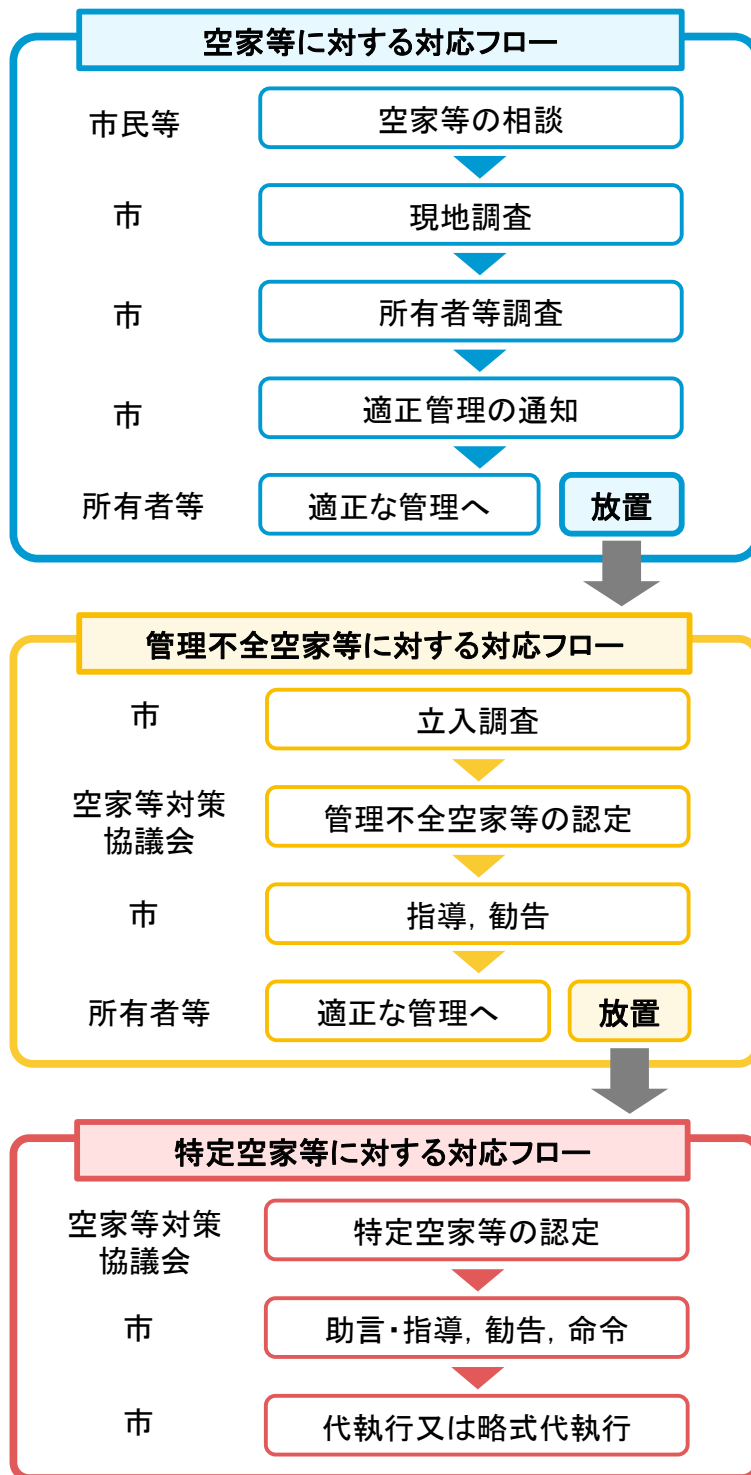 空家等に対する対応フロー
市民等
空家等の相談
市
現地調査
市
所有者等調査
市
適正管理の通知
所有者等
適正な管理へ
放置
管理不全空家等に対する対応フロー
市
立入調査
空家等対策
協議会
管理不全空家等の認定
市
指導，勧告
所有者等
適正な管理へ
放置
特定空家等に対する対応フロー
空家等対策
協議会
特定空家等の認定
市
助言・指導，勧告，命令
市
代執行又は略式代執行